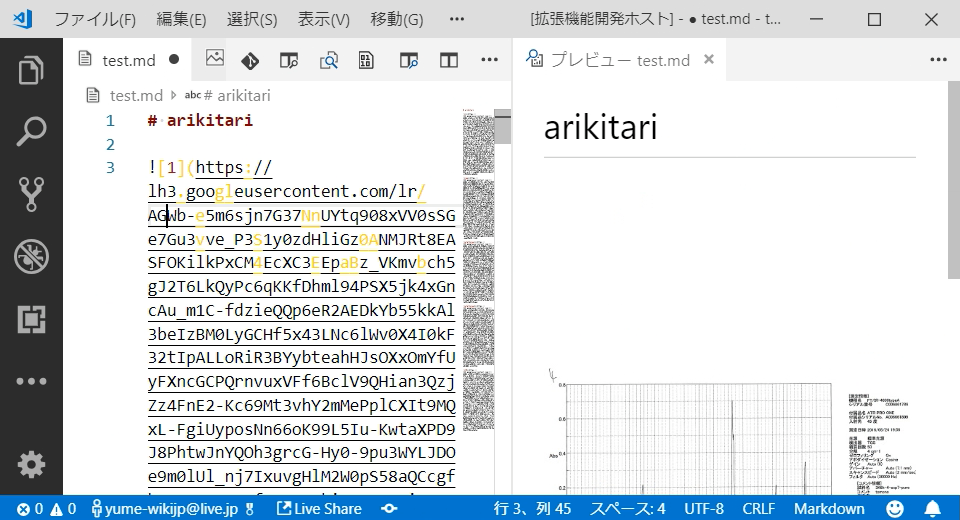 ファイル(F) 編集(E) 選択(S) 表示(V) 移動(G) ••• [拡張機能開発ホスト] - ● test.md - t...
test.md ●
プレビュー test.md ×
test.md > abc # arikitari
1 # arikitari
2
3 ![1](https://
lh3.googleusercontent.com/lr/
AGWb-e5m6sjn7G37NnUYtq908xVV0sSG
e7Gu3vve_P3S1y0zdHliGz0ANMJRt8EA
SFOKilkPxCM4EcXC3EEpaBz_VKmvbch5
gJ2T6LkQyPc6qKKfDhml94PSX5jk4xGn
cAu_m1C-fdzieQQp6eR2AEDkYb55kkAl
3beIzBM0LyGCHf5x43LNc6lWv0X4I0kF
32tIpALLoRiR3BYybteahHJsOXxOmYfU
yFXncGCPQrnvuxVFf6BclV9QHian3Qzj
Zz4FnE2-Kc69Mt3vhY2mMePplCXIt9MQ
xL-FgiUyposNn66oK99L5Iu-KwtaXPD9
J8PhtwJnYQOh3grcG-Hy0-9pu3WYLJDO
e9m0lUl_nj7IxuvgHlM2W0pS58aQCcgf
arikitari
Abs
0 0 yume-wikijp@live.jp Live Share 行 3、列 45 スペース: 4 UTF-8 CRLF Markdown